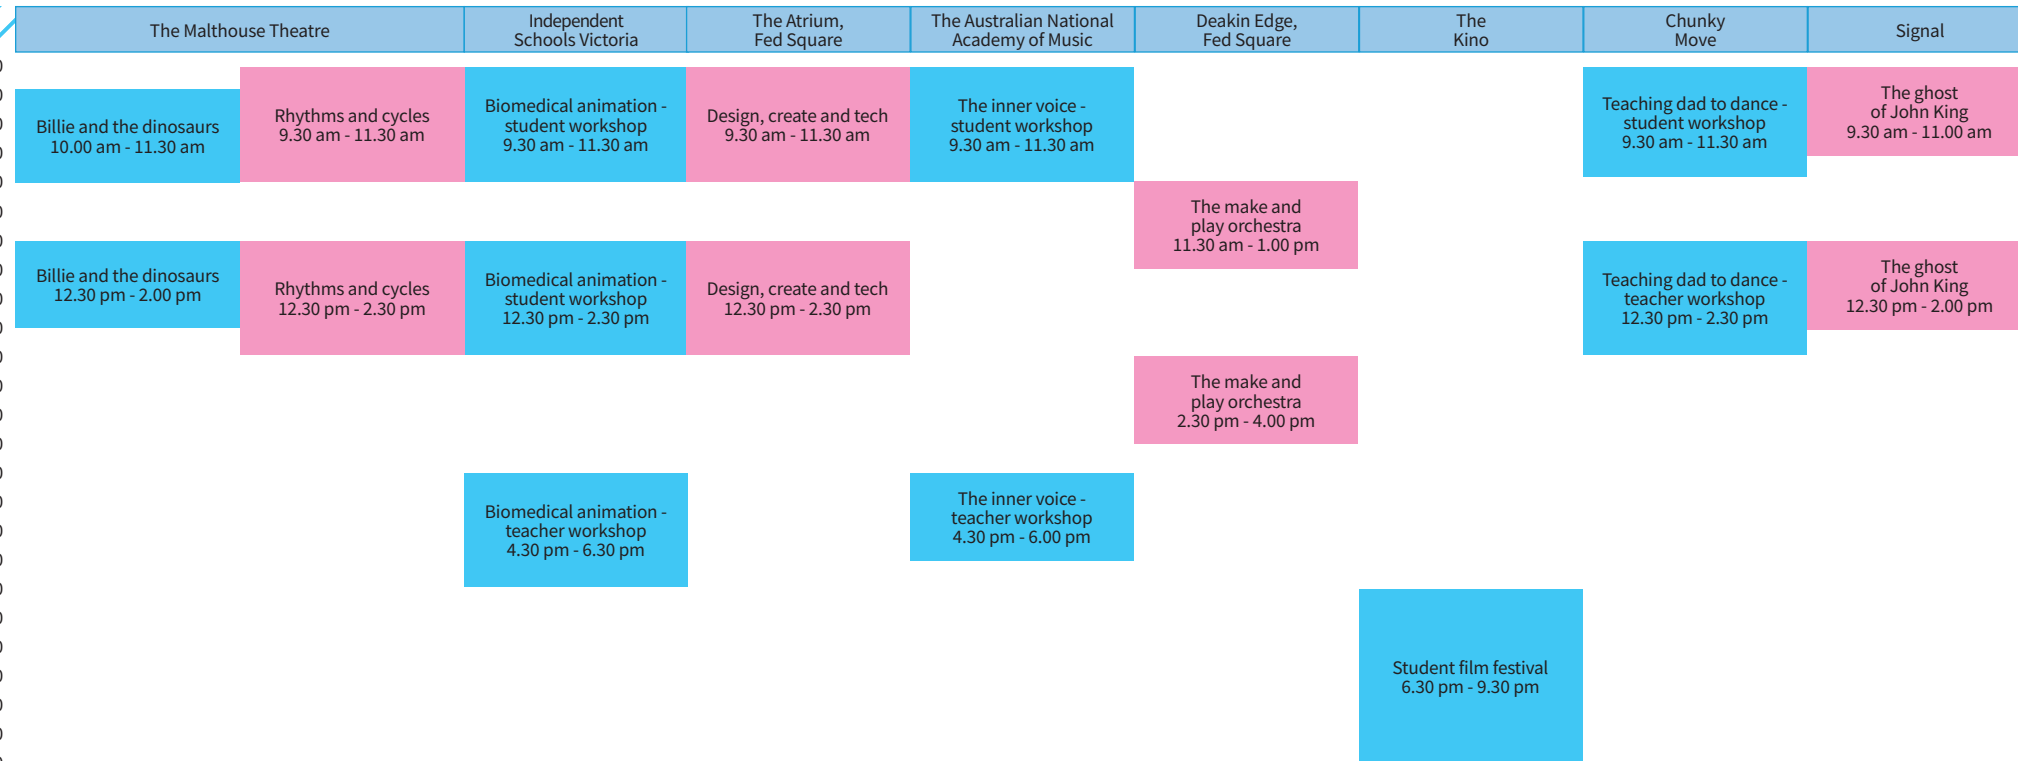 The Malthouse Theatre
Independent
Schools Victoria
The Atrium,
Fed Square
The Australian National
Academy of Music
Deakin Edge,
Fed Square
The
Kino
Chunky
Move
Signal
Billie and the dinosaurs
10.00 am - 11.30 am
Rhythms and cycles
9.30 am - 11.30 am
Biomedical animation -
student workshop
9.30 am - 11.30 am
Design, create and tech
9.30 am - 11.30 am
The inner voice -
student workshop
9.30 am - 11.30 am
Teaching dad to dance -
student workshop
9.30 am - 11.30 am
The ghost
of John King
9.30 am - 11.00 am
The make and
play orchestra
11.30 am - 1.00 pm
Billie and the dinosaurs
12.30 pm - 2.00 pm
Rhythms and cycles
12.30 pm - 2.30 pm
Biomedical animation -
student workshop
12.30 pm - 2.30 pm
Design, create and tech
12.30 pm - 2.30 pm
Teaching dad to dance -
teacher workshop
12.30 pm - 2.30 pm
The ghost
of John King
12.30 pm - 2.00 pm
The make and
play orchestra
2.30 pm - 4.00 pm
Biomedical animation -
teacher workshop
4.30 pm - 6.30 pm
The inner voice -
teacher workshop
4.30 pm - 6.00 pm
Student film festival
6.30 pm - 9.30 pm